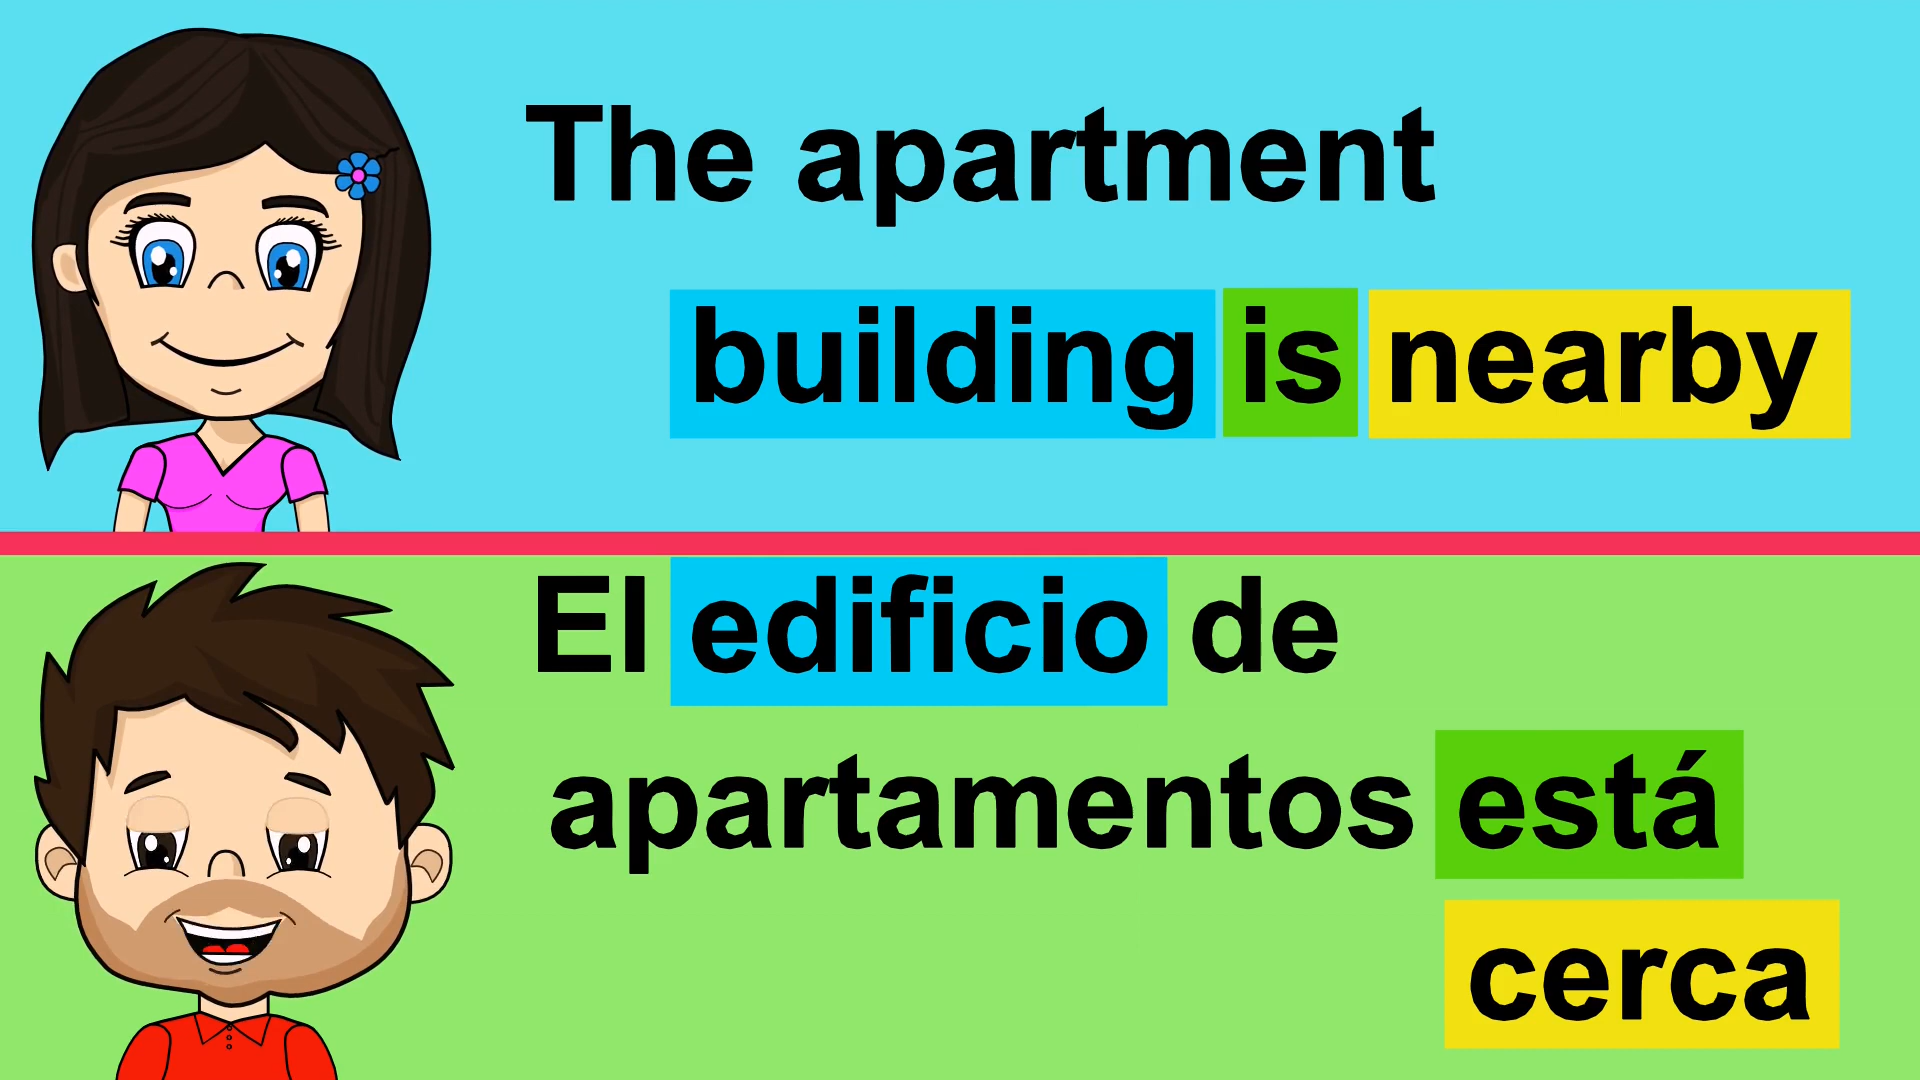 The apartment
building is nearby
El edificio de
apartamentos está
cerca